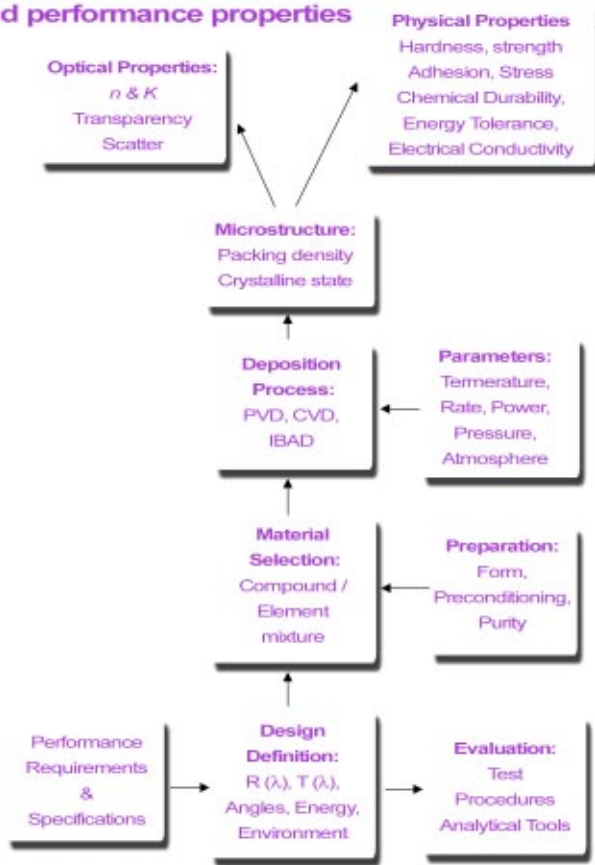 d performance properties
Optical Properties:
n & K
Transparency
Scatter
Physical Properties
Hardness, strength
Adhesion, Stress
Chemical Durability,
Energy Tolerance,
Electrical Conductivity
Microstructure:
Packing density
Crystalline state
Deposition
Process:
PVD, CVD,
IBAD
Parameters:
Termerature,
Rate, Power,
Pressure,
Atmosphere
Material
Selection:
Compound /
Element
mixture
Preparation:
Form,
Preconditioning,
Purity
Performance
Requirements
&
Specifications
Design
Definition:
R (λ), T (λ),
Angles, Energy,
Environment
Evaluation:
Test
Procedures
Analytical Tools